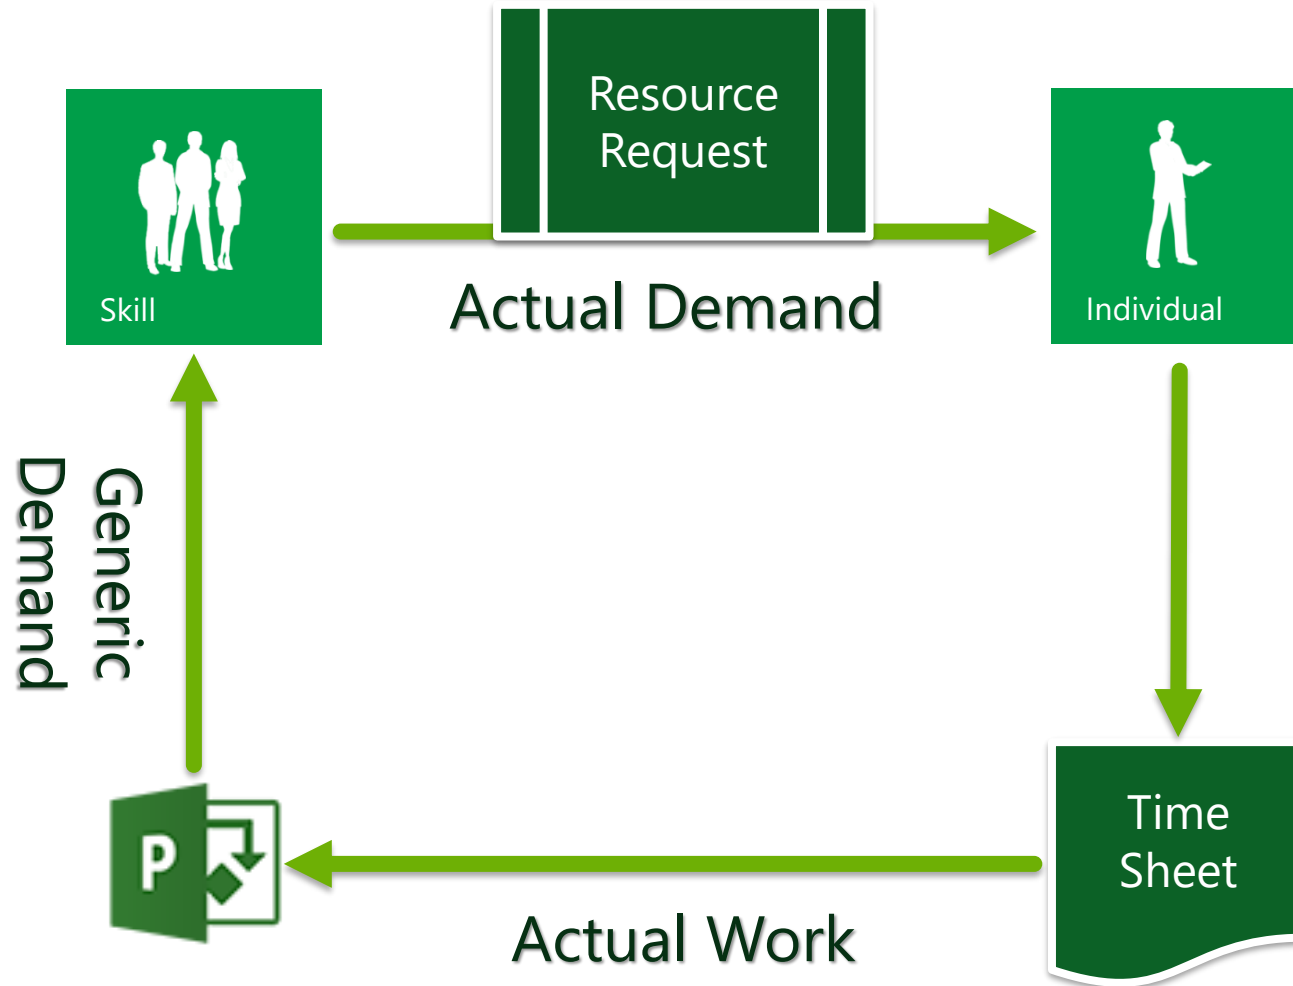 Resource
Request
Skill
Individual
Actual Demand
Generic
Demand
P
Time
Sheet
Actual Work